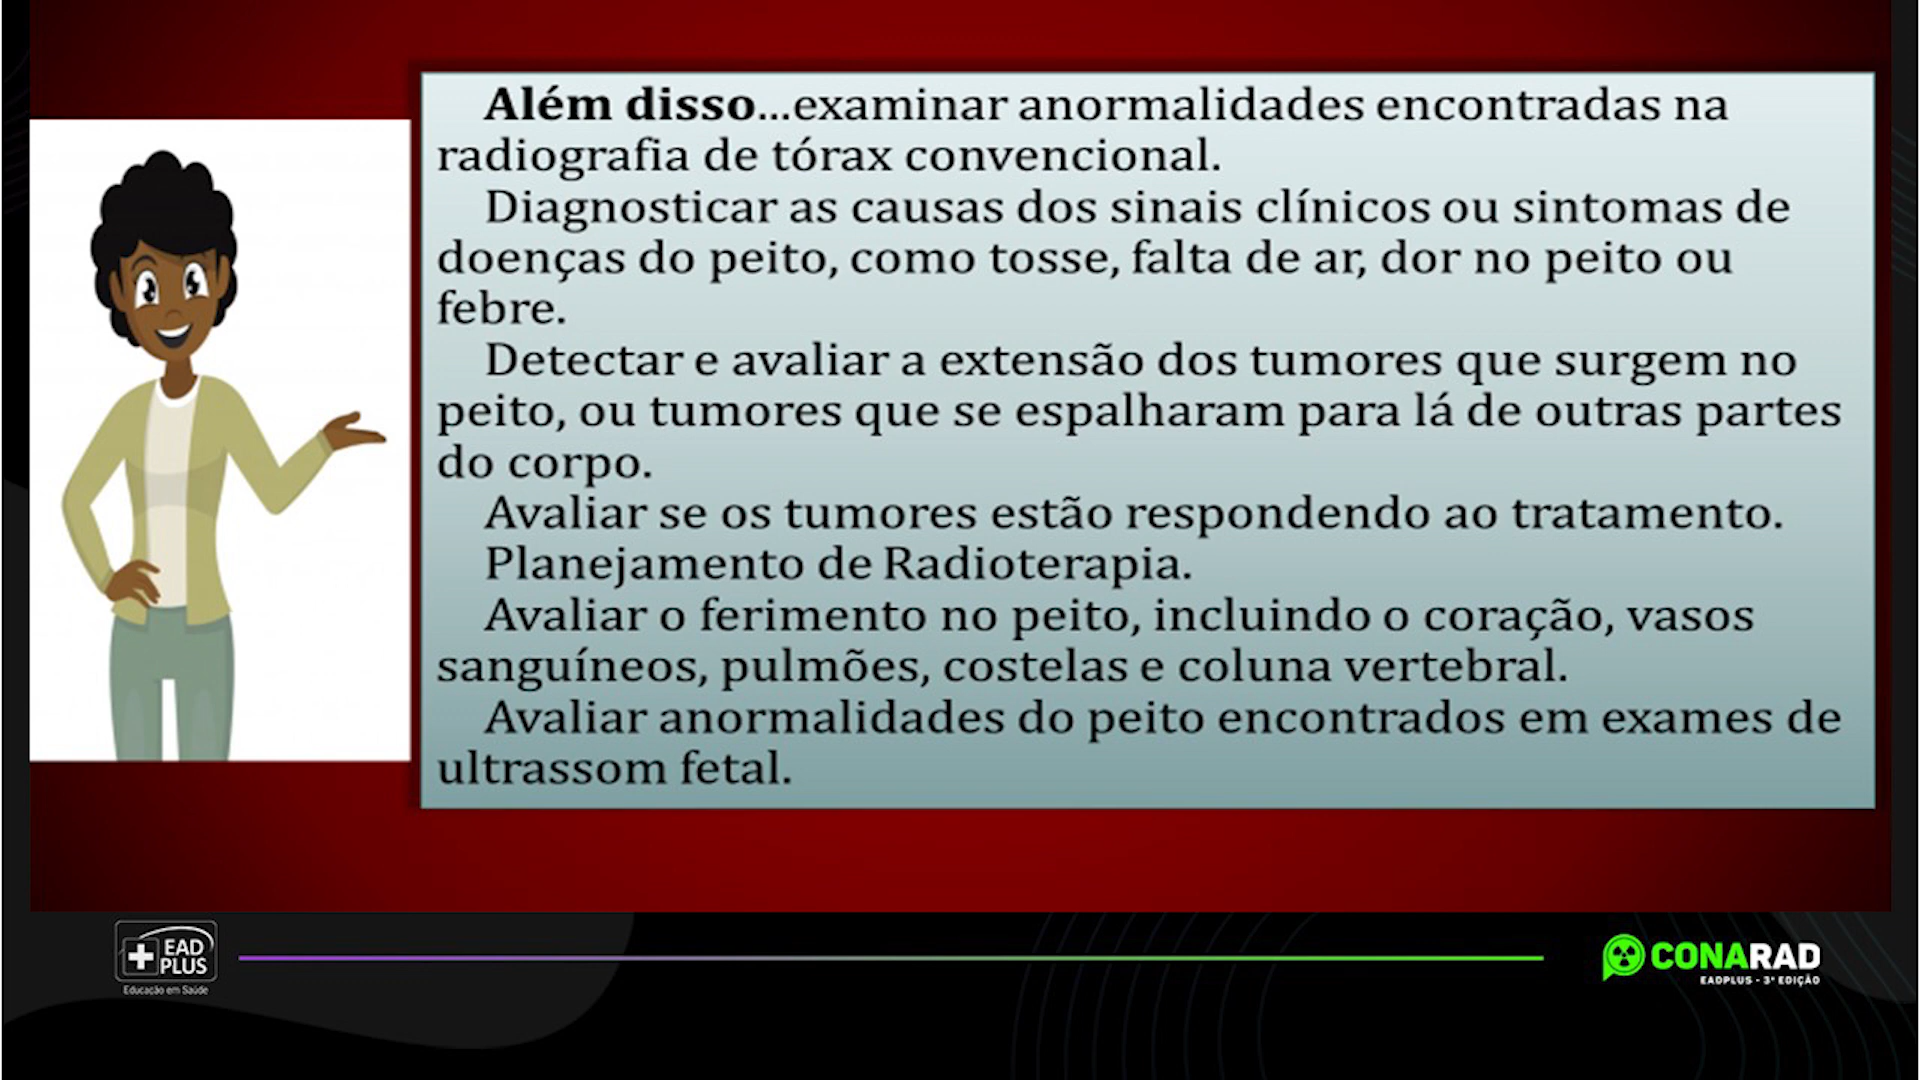 Além disso...examinar anormalidades encontradas na
radiografia de tórax convencional.
Diagnosticar as causas dos sinais clínicos ou sintomas de
doenças do peito, como tosse, falta de ar, dor no peito ou
febre.
Detectar e avaliar a extensão dos tumores que surgem no
peito, ou tumores que se espalharam para lá de outras partes
do corpo.
Avaliar se os tumores estão respondendo ao tratamento.
Planejamento de Radioterapia.
Avaliar o ferimento no peito, incluindo o coração, vasos
sanguíneos, pulmões, costelas e coluna vertebral.
Avaliar anormalidades do peito encontrados em exames de
ultrassom fetal.
EAD
PLUS
Educação em Saúde
CONARAD
EADPLUS - 3ª EDIÇÃO